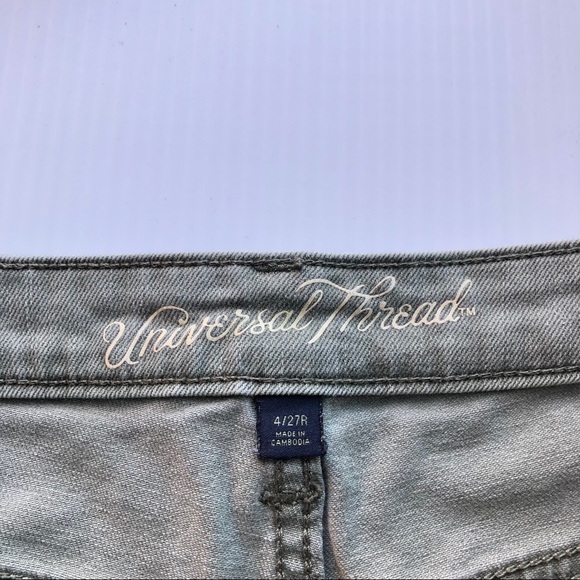 Universal Thread™
4/27R
MADE IN
CAMBODIA